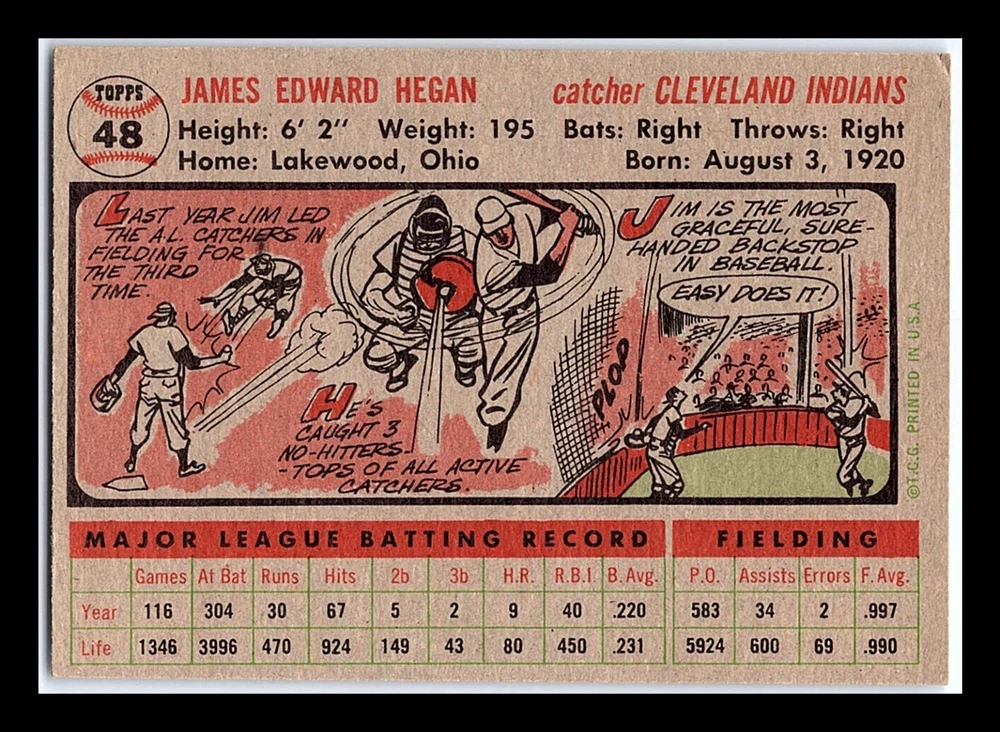 TOPPS
48
JAMES EDWARD HEGAN catcher CLEVELAND INDIANS
Height: 6' 2" Weight: 195 Bats: Right Throws: Right
Home: Lakewood, Ohio Born: August 3, 1920
LAST YEAR JIM LED
THE A.L. CATCHERS IN
FIELDING FOR
THE THIRD
TIME.
HE'S
CAUGHT 3
NO-HITTERS-
-TOPS OF ALL ACTIVE
CATCHERS.
JIM IS THE MOST
GRACEFUL, SURE-
HANDED BACKSTOP
IN BASEBALL.
EASY DOES IT!
PLOP
©T.C.G. PRINTED IN U.S.A.
MAJOR LEAGUE BATTING RECORD FIELDING
Games At Bat Runs Hits 2b 3b H.R. R.B.I B. Avg. P.O. Assists Errors F. Avg.
Year 116 304 30 67 5 2 9 40 .220 583 34 2 .997
Life 1346 3996 470 924 149 43 80 450 .231 5924 600 69 .990